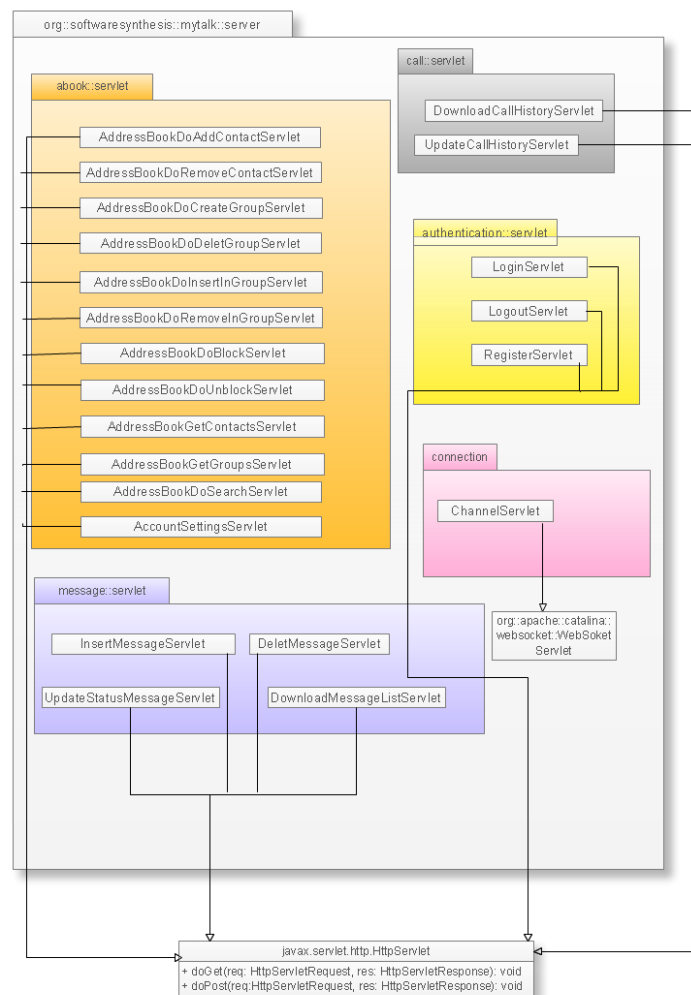 org::softwaresynthesis::mytalk::server
abook::servlet
AddressBookDoAddContactServlet
AddressBookDoRemoveContactServlet
AddressBookDoCreateGroupServlet
AddressBookDoDeletGroupServlet
AddressBookDoInsertInGroupServlet
AddressBookDoRemoveInGroupServlet
AddressBookDoBlockServlet
AddressBookDoUnblockServlet
AddressBookGetContactsServlet
AddressBookGetGroupsServlet
AddressBookDoSearchServlet
AccountSettingsServlet
call::servlet
DownloadCallHistoryServlet
UpdateCallHistoryServlet
authentication::servlet
LoginServlet
LogoutServlet
RegisterServlet
connection
ChannelServlet
org::apache::catalina::
websocket::WebSoket
Servlet
message::servlet
InsertMessageServlet
DeletMessageServlet
UpdateStatusMessageServlet
DownloadMessageListServlet
javax.servlet.http.HttpServlet
+ doGet(req: HttpServletRequest, res: HttpServletResponse): void
+ doPost(req:HttpServletRequest, res: HttpServletResponse): void